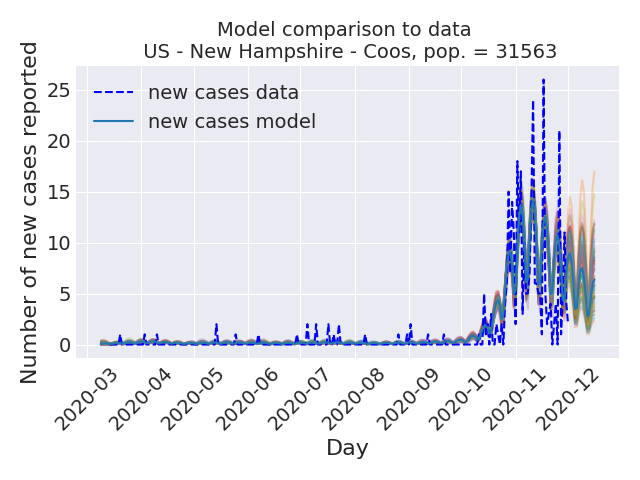 Model comparison to data
US - New Hampshire - Coos, pop. = 31563
Number of new cases reported
25
20
15
10
5
0
new cases data
new cases model
2020-03
2020-04
2020-05
2020-06
2020-07
2020-08
2020-09
2020-10
2020-11
2020-12
Day